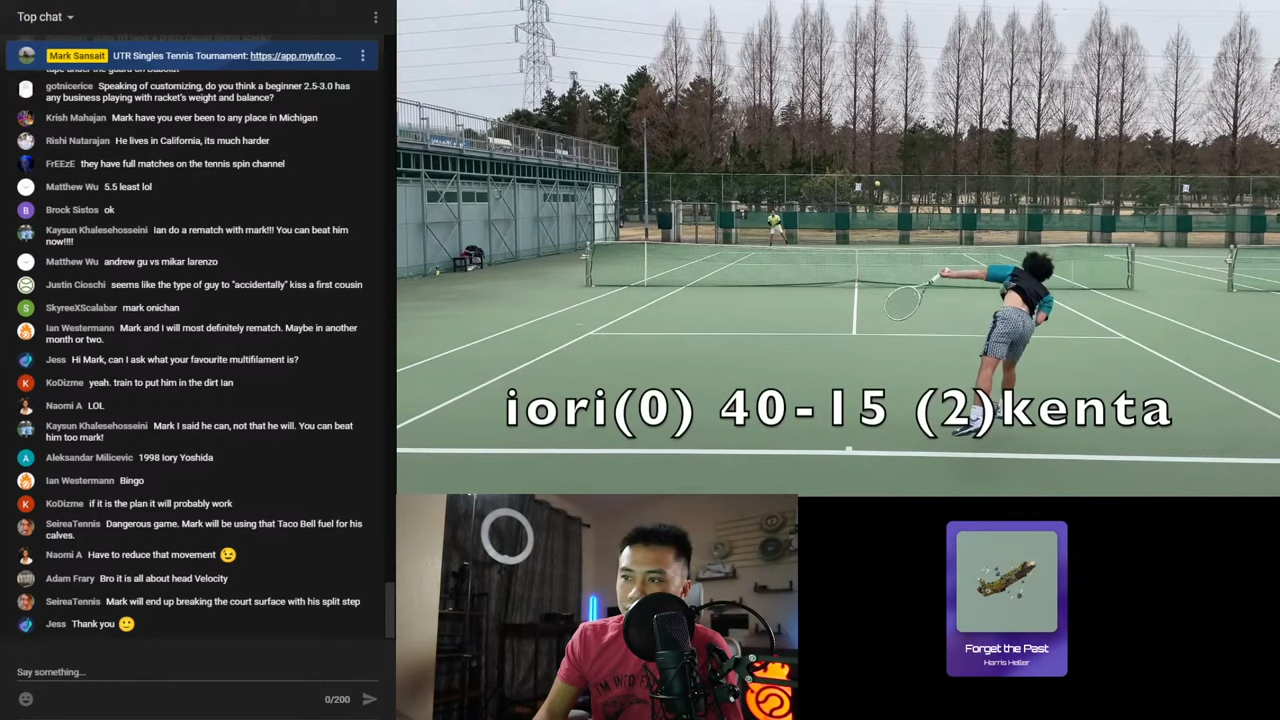 Top chat
Mark Sansait UTR Singles Tennis Tournament: https://app.myutr.co...
tape under the guard on Babolat
gotnicerice Speaking of customizing, do you think a beginner 2.5-3.0 has
any business playing with racket's weight and balance?
Krish Mahajan Mark have you ever been to any place in Michigan
Rishi Natarajan He lives in California, its much harder
FrEEzE they have full matches on the tennis spin channel
Matthew Wu 5.5 least lol
B Brock Sistos ok
Kaysun Khalesehosseini Ian do a rematch with mark!!! You can beat him
now!!!!
Matthew Wu andrew gu vs mikar larenzo
Justin Cioschi seems like the type of guy to "accidentally" kiss a first cousin
S SkyreeXScalabar mark onichan
Ian Westermann Mark and I will most definitely rematch. Maybe in another
month or two.
Jess Hi Mark, can I ask what your favourite multifilament is?
K KoDizme yeah. train to put him in the dirt Ian
Naomi A LOL
Kaysun Khalesehosseini Mark I said he can, not that he will. You can beat
him too mark!
A Aleksandar Milicevic 1998 Iory Yoshida
Ian Westermann Bingo
K KoDizme if it is the plan it will probably work
SeireaTennis Dangerous game. Mark will be using that Taco Bell fuel for his
calves.
Naomi A Have to reduce that movement 😉
Adam Frary Bro it is all about head Velocity
SeireaTennis Mark will end up breaking the court surface with his split step
Jess Thank you 🙂
Say something...
0/200
iori(0) 40-15 (2)kenta
Forget the Past
Harris Heller